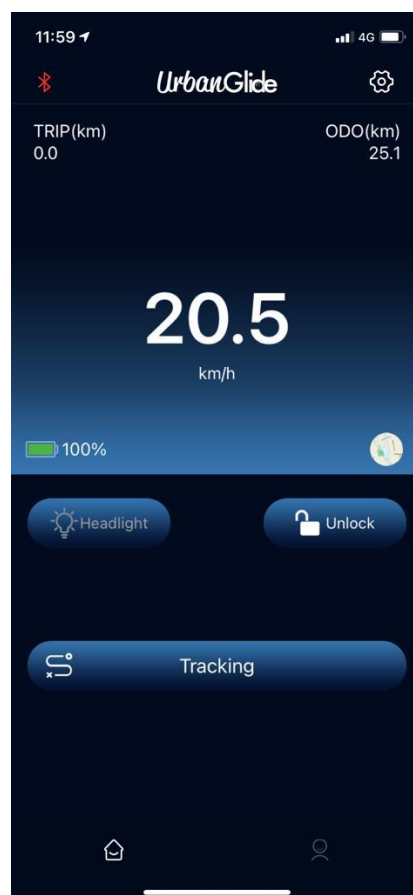 11:59
4G
UrbanGlide
TRIP(km)
ODO(km)
0.0
25.1
20.5
km/h
100%
Headlight
Unlock
Tracking